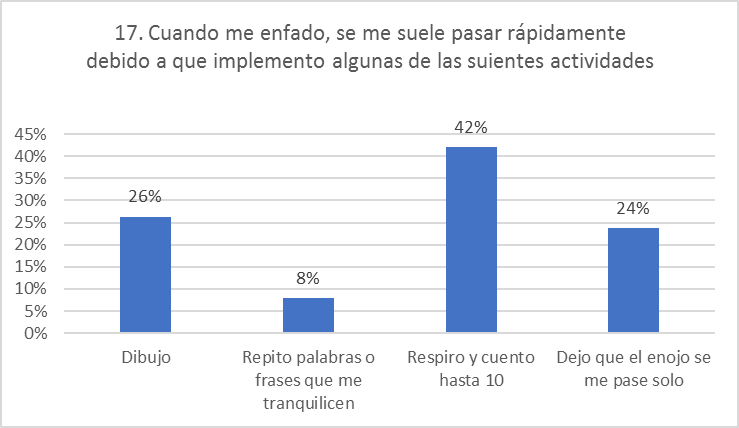 17. Cuando me enfado, se me suele pasar rápidamente
debido a que implemento algunas de las suientes actividades
45%
40%
35%
30%
25%
20%
15%
10%
5%
0%
26%
8%
42%
24%
Dibujo
Repito palabras o
frases que me
tranquilicen
Respiro y cuento
hasta 10
Dejo que el enojo se
me pase solo